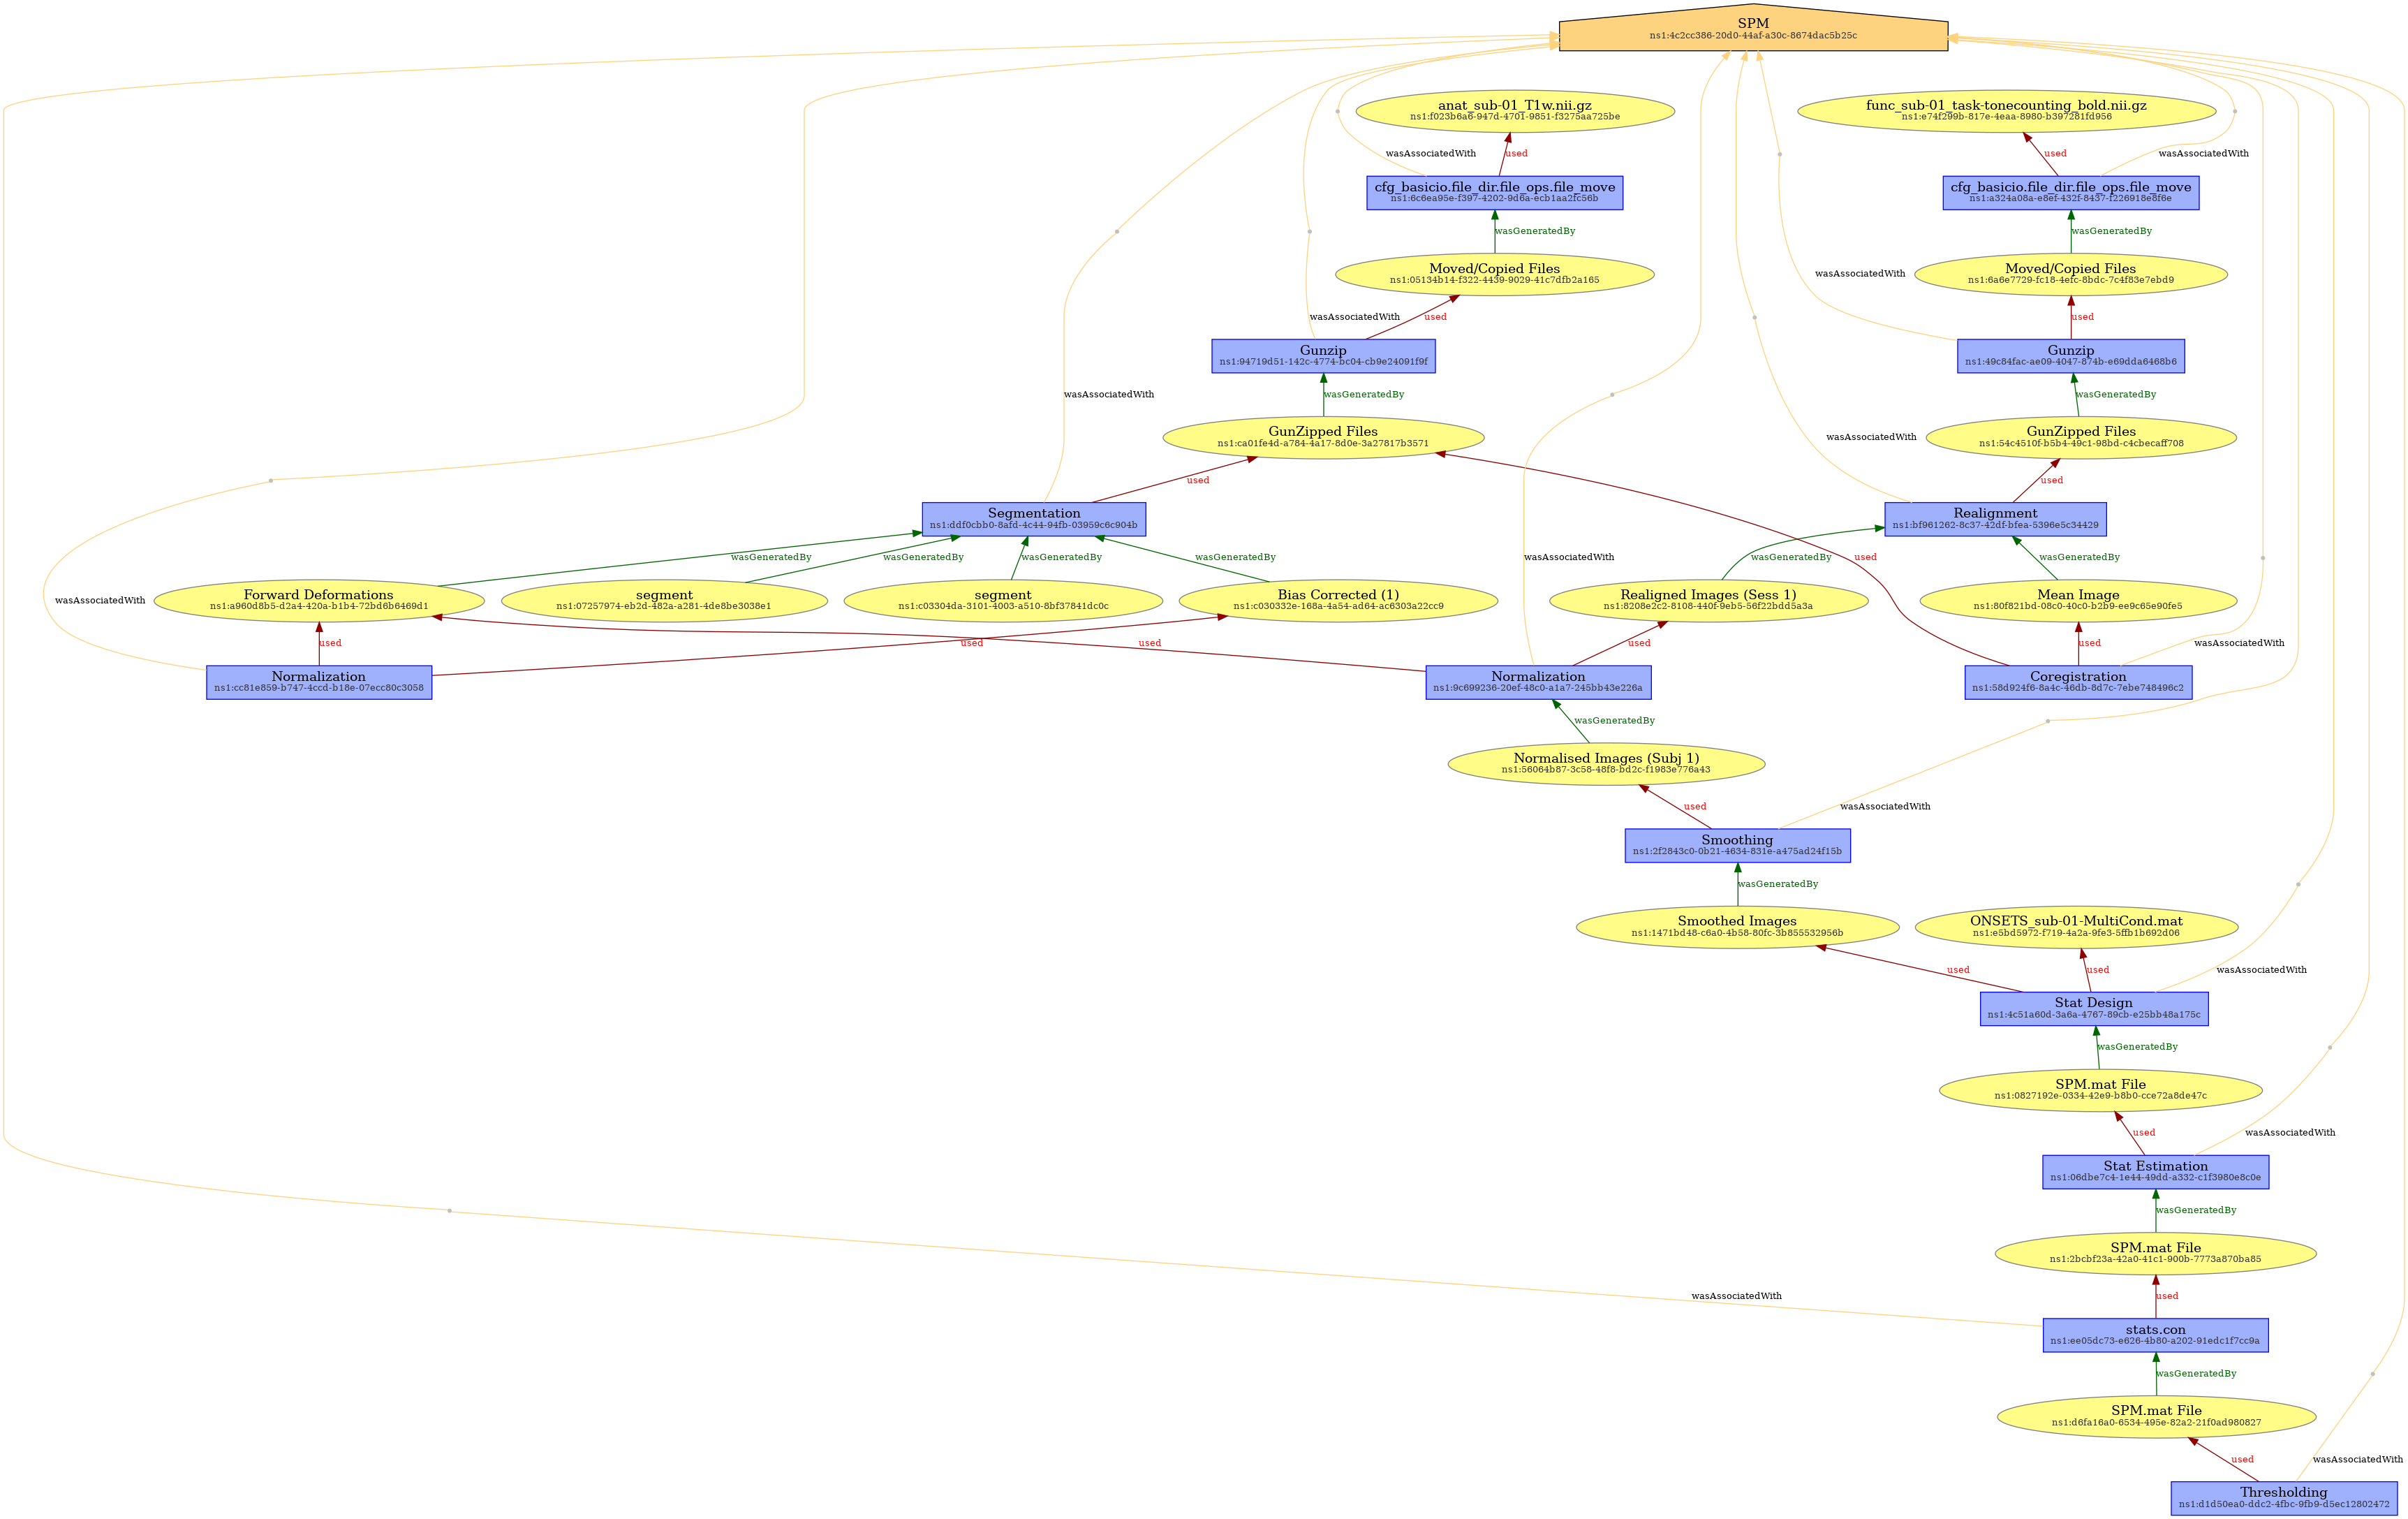 SPM
ns1:4c2cc386-20d0-44af-a30c-8674dac5b25c
anat_sub-01_T1w.nii.gz
ns1:f023b6a6-947d-4701-9851-f3275aa725be
func_sub-01_task-tonecounting_bold.nii.gz
ns1:e74f299b-817e-4eaa-8980-b397281fd956
wasAssociatedWith
used
used
wasAssociatedWith
cfg_basicio.file_dir.file_ops.file_move
ns1:6c6ea95e-f397-4202-9d6a-ecb1aa2fc56b
cfg_basicio.file_dir.file_ops.file_move
ns1:a324a08a-e8ef-432f-8437-f226918e8f6e
wasGeneratedBy
wasGeneratedBy
Moved/Copied Files
ns1:05134b14-f322-4439-9029-41c7dfb2a165
wasAssociatedWith
Moved/Copied Files
ns1:6a6e7729-fc18-4efc-8bdc-7c4f83e7ebd9
wasAssociatedWith
used
used
Gunzip
ns1:94719d51-142c-4774-bc04-cb9e24091f9f
Gunzip
ns1:49c84fac-ae09-4047-874b-e69dda6468b6
wasAssociatedWith
wasGeneratedBy
wasGeneratedBy
GunZipped Files
ns1:ca01fe4d-a784-4a17-8d0e-3a27817b3571
wasAssociatedWith
GunZipped Files
ns1:54c4510f-b5b4-49c1-98bd-c4cbecaff708
used
used
Segmentation
ns1:ddf0cbb0-8afd-4c44-94fb-03959c6c904b
Realignment
ns1:bf961262-8c37-42df-bfea-5396e5c34429
wasGeneratedBy
wasGeneratedBy
wasGeneratedBy
wasGeneratedBy
wasAssociatedWith
wasGeneratedBy
used
wasGeneratedBy
wasAssociatedWith
Forward Deformations
ns1:a960d8b5-d2a4-420a-b1b4-72bd6b6469d1
segment
ns1:07257974-eb2d-482a-a281-4de8be3038e1
segment
ns1:c03304da-3101-4003-a510-8bf37841dc0c
Bias Corrected (1)
ns1:c030332e-168a-4a54-ad64-ac6303a22cc9
Realigned Images (Sess 1)
ns1:8208e2c2-8108-440f-9eb5-56f22bdd5a3a
Mean Image
ns1:80f821bd-08c0-40c0-b2b9-ee9c65e90fe5
used
used
used
used
used
wasAssociatedWith
Normalization
ns1:cc81e859-b747-4ccd-b18e-07ecc80c3058
Normalization
ns1:9c699236-20ef-48c0-a1a7-245bb43e226a
Coregistration
ns1:58d924f6-8a4c-46db-8d7c-7ebe748496c2
wasGeneratedBy
Normalised Images (Subj 1)
ns1:56064b87-3c58-48f8-bd2c-f1983e776a43
used
wasAssociatedWith
Smoothing
ns1:2f2843c0-0b21-4634-831e-a475ad24f15b
wasGeneratedBy
Smoothed Images
ns1:1471bd48-c6a0-4b58-80fc-3b855532956b
ONSETS_sub-01-MultiCond.mat
ns1:e5bd5972-f719-4a2a-9fe3-5ffb1b692d06
used
used
wasAssociatedWith
Stat Design
ns1:4c51a60d-3a6a-4767-89cb-e25bb48a175c
wasGeneratedBy
SPM.mat File
ns1:0827192e-0334-42e9-b8b0-cce72a8de47c
used
wasAssociatedWith
Stat Estimation
ns1:06dbe7c4-1e44-49dd-a332-c1f3980e8c0e
wasGeneratedBy
SPM.mat File
ns1:2bcbf23a-42a0-41c1-900b-7773a870ba85
wasAssociatedWith
used
stats.con
ns1:ee05dc73-e626-4b80-a202-91edc1f7cc9a
wasGeneratedBy
SPM.mat File
ns1:d6fa16a0-6534-495e-82a2-21f0ad980827
used
wasAssociatedWith
Thresholding
ns1:d1d50ea0-ddc2-4fbc-9fb9-d5ec12802472